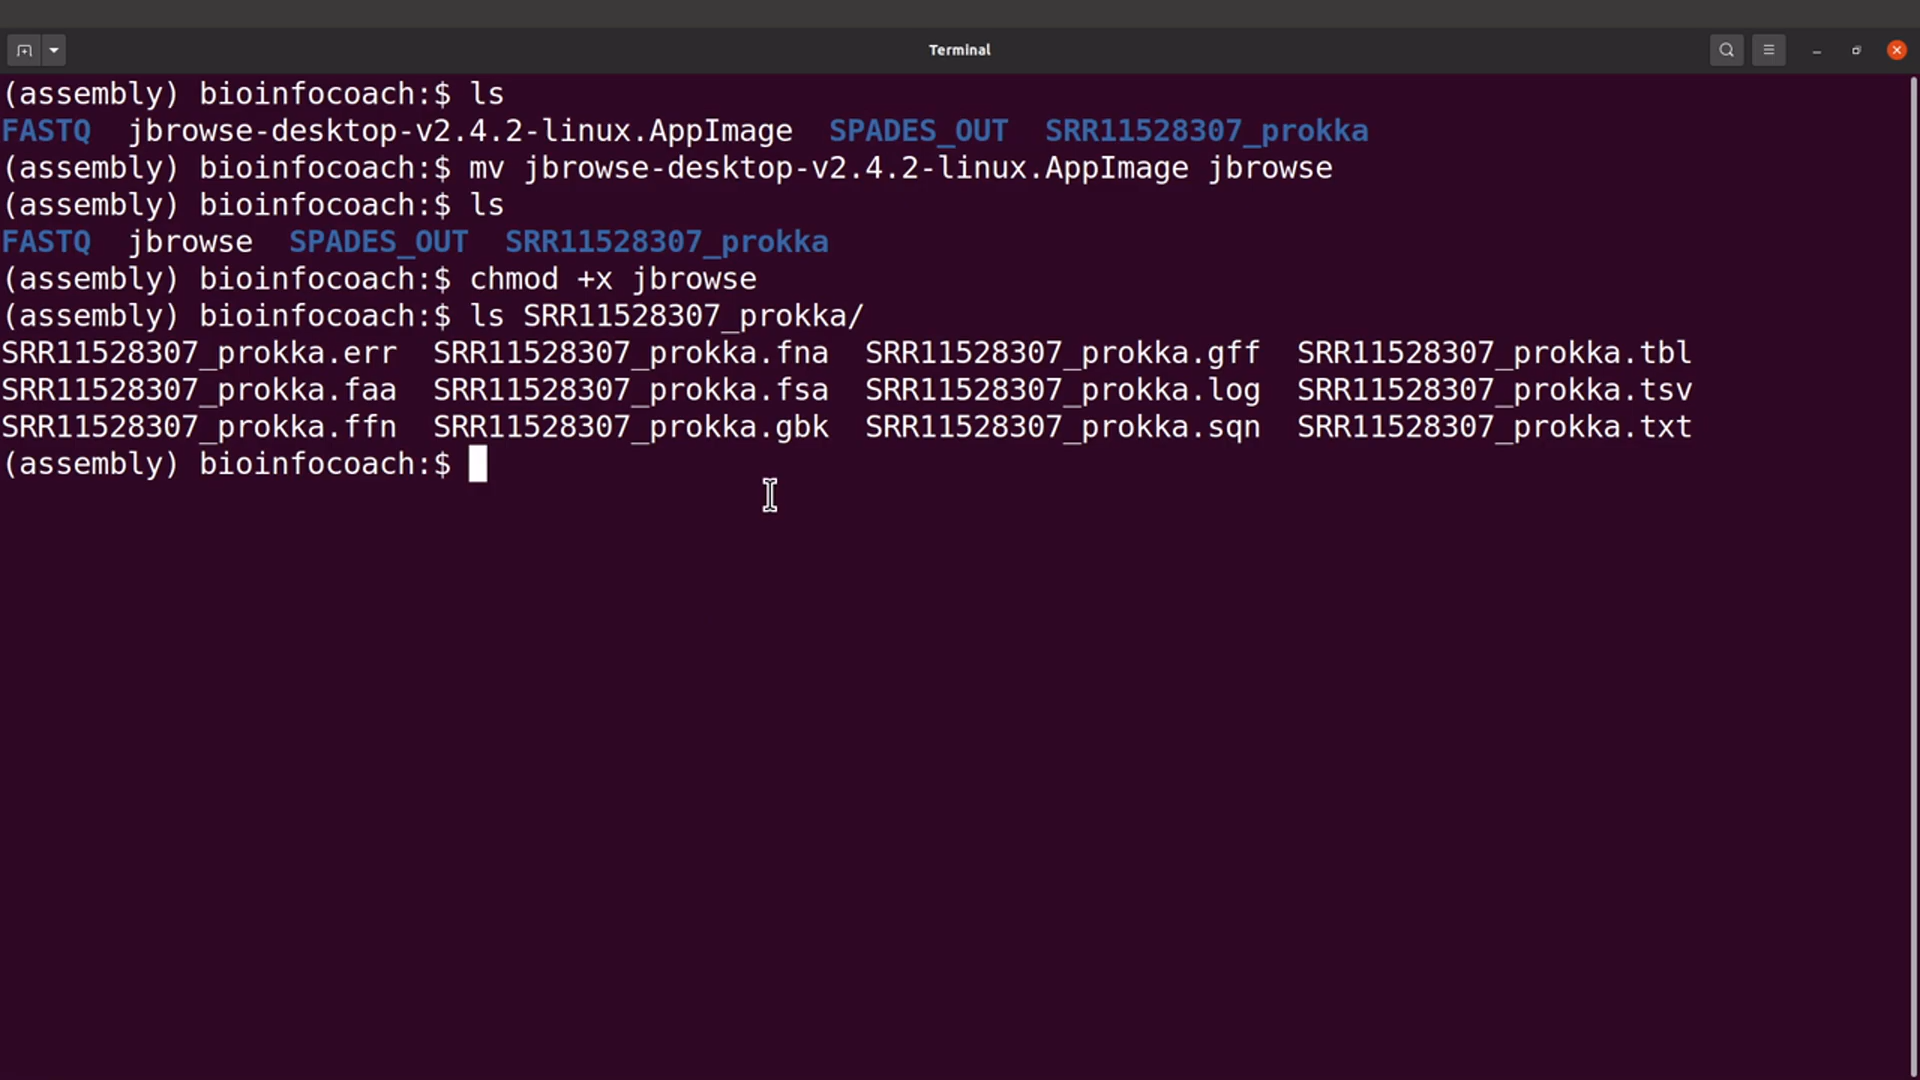 Terminal
(assembly) bioinfocoach:$ ls
FASTQ  jbrowse-desktop-v2.4.2-linux.AppImage  SPADES_OUT  SRR11528307_prokka
(assembly) bioinfocoach:$ mv jbrowse-desktop-v2.4.2-linux.AppImage jbrowse
(assembly) bioinfocoach:$ ls
FASTQ  jbrowse  SPADES_OUT  SRR11528307_prokka
(assembly) bioinfocoach:$ chmod +x jbrowse
(assembly) bioinfocoach:$ ls SRR11528307_prokka/
SRR11528307_prokka.err  SRR11528307_prokka.fna  SRR11528307_prokka.gff  SRR11528307_prokka.tbl
SRR11528307_prokka.faa  SRR11528307_prokka.fsa  SRR11528307_prokka.log  SRR11528307_prokka.tsv
SRR11528307_prokka.ffn  SRR11528307_prokka.gbk  SRR11528307_prokka.sqn  SRR11528307_prokka.txt
(assembly) bioinfocoach:$